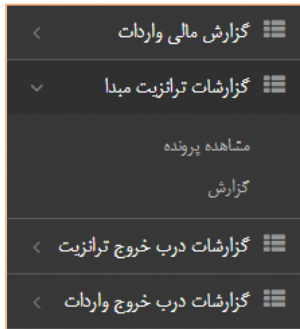 گزارش مالی واردات
گزارشات ترانزیت مبدا
مشاهده پرونده
گزارش
گزارشات درب خروج ترانزیت
گزارشات درب خروج واردات